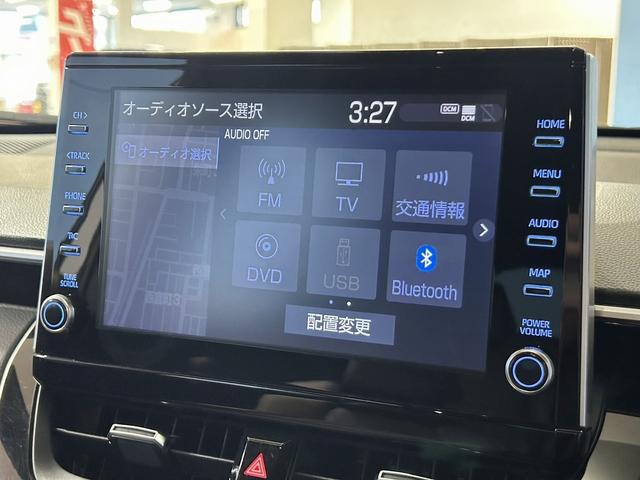 オーディオソース選択
3:27
DCM
DCM
AUDIO OFF
オーディオ選択
FM
TV
交通情報
DVD
USB
Bluetooth
配置変更
CH >
< TRACK
PHONE
TUNE
SCROLL
HOME
MENU
AUDIO
MAP
POWER
VOLUME